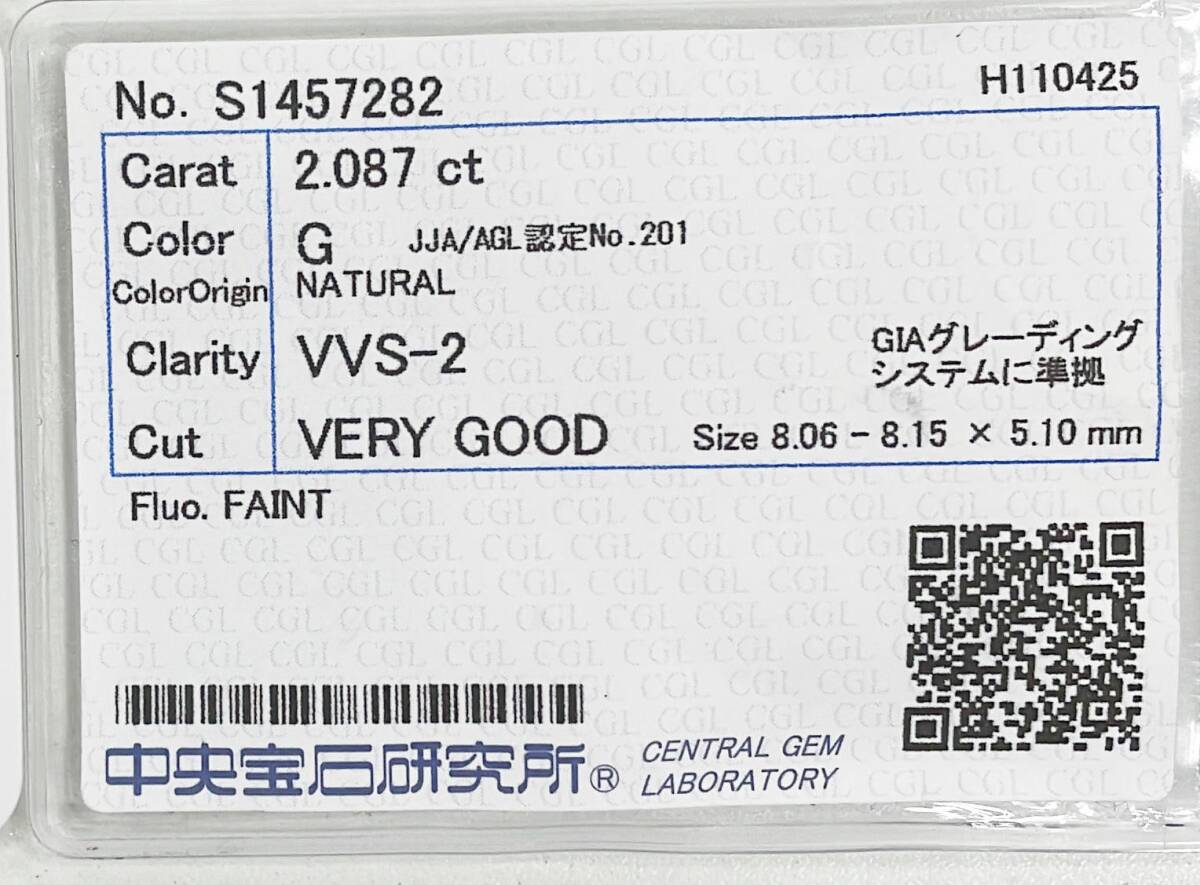 No. S1457282
H110425
Carat 2.087 ct
Color G JJA/AGL認定No.201
ColorOrigin NATURAL
Clarity VVS-2
GIAグレーディング
システムに準拠
Cut VERY GOOD Size 8.06 - 8.15 × 5.10 mm
Fluo. FAINT
中央宝石研究所®
CENTRAL GEM
LABORATORY